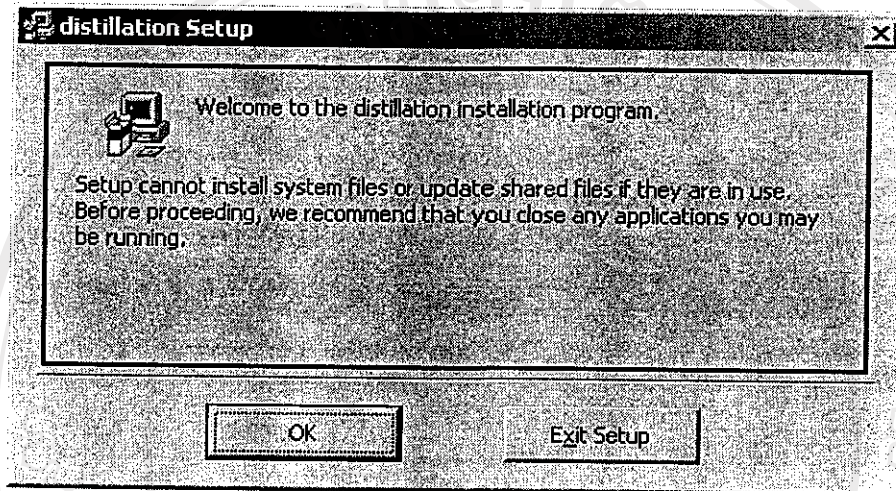 distillation Setup
Welcome to the distillation installation program.
Setup cannot install system files or update shared files if they are in use.
Before proceeding, we recommend that you close any applications you may
be running.
OK
Exit Setup